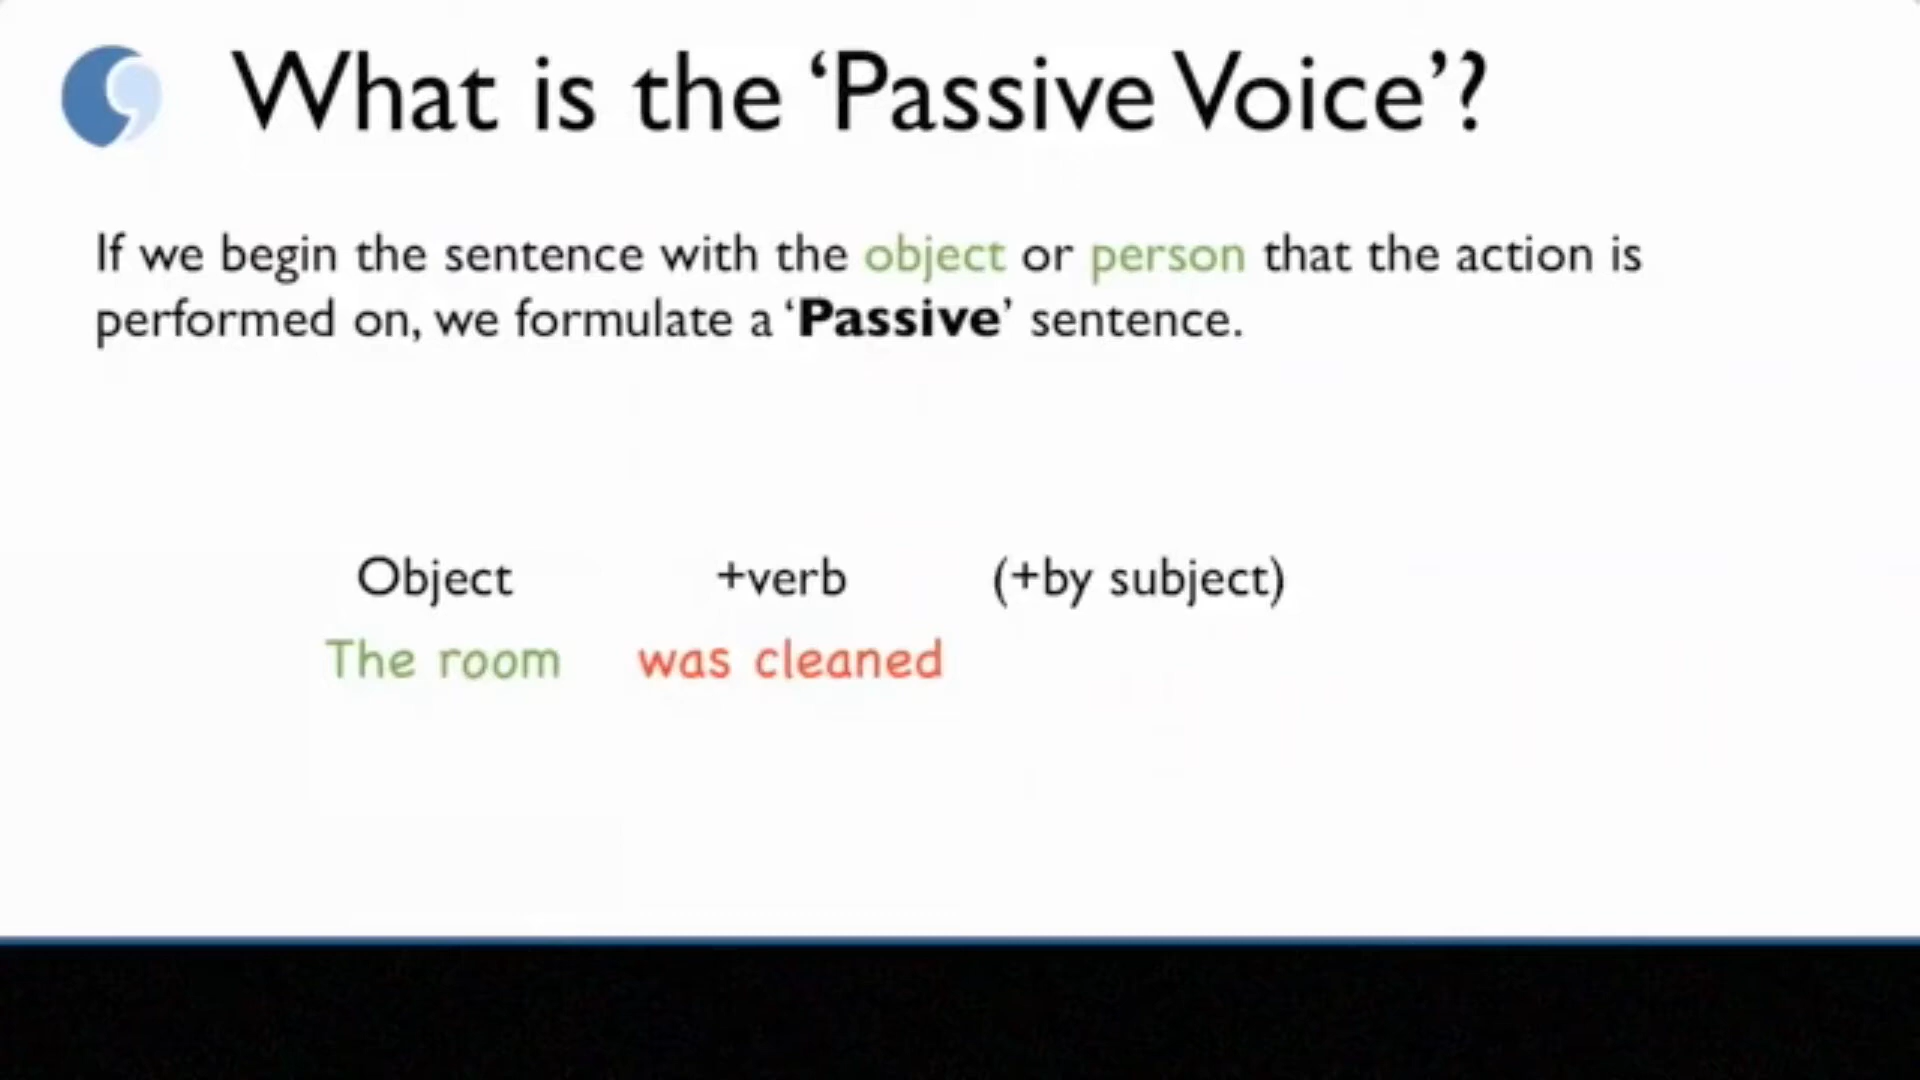 What is the ‘Passive Voice’?
If we begin the sentence with the object or person that the action is
performed on, we formulate a ‘Passive’ sentence.
Object +verb (+by subject)
The room was cleaned